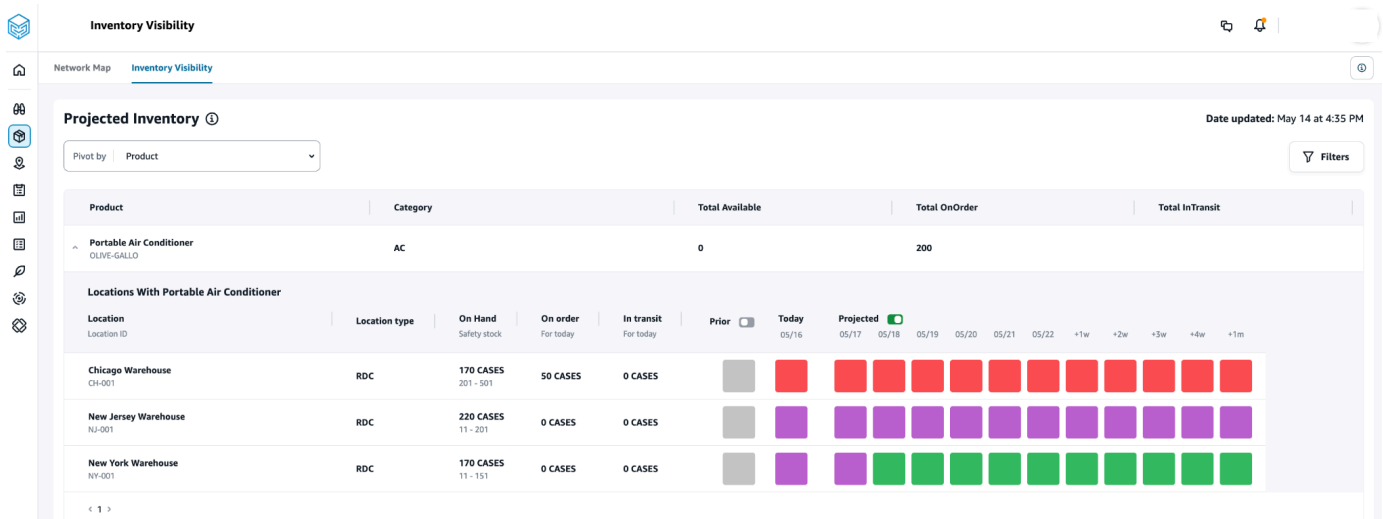 Inventory Visibility
Network Map Inventory Visibility
Projected Inventory
Date updated: May 14 at 4:35 PM
Pivot by Product
Filters
Product Category Total Available Total OnOrder Total InTransit
Portable Air Conditioner AC 0 200
OLIVE-GALLO
Locations With Portable Air Conditioner
Location Location type On Hand On order In transit Prior Today Projected
Location ID Safety stock For today For today 05/16 05/17 05/18 05/19 05/20 05/21 05/22 +1w +2w +3w +4w +1m
Chicago Warehouse RDC 170 CASES 50 CASES 0 CASES
CH-001 201 - 501
New Jersey Warehouse RDC 220 CASES 0 CASES 0 CASES
NJ-001 11 - 201
New York Warehouse RDC 170 CASES 0 CASES 0 CASES
NY-001 11 - 151
< 1 >